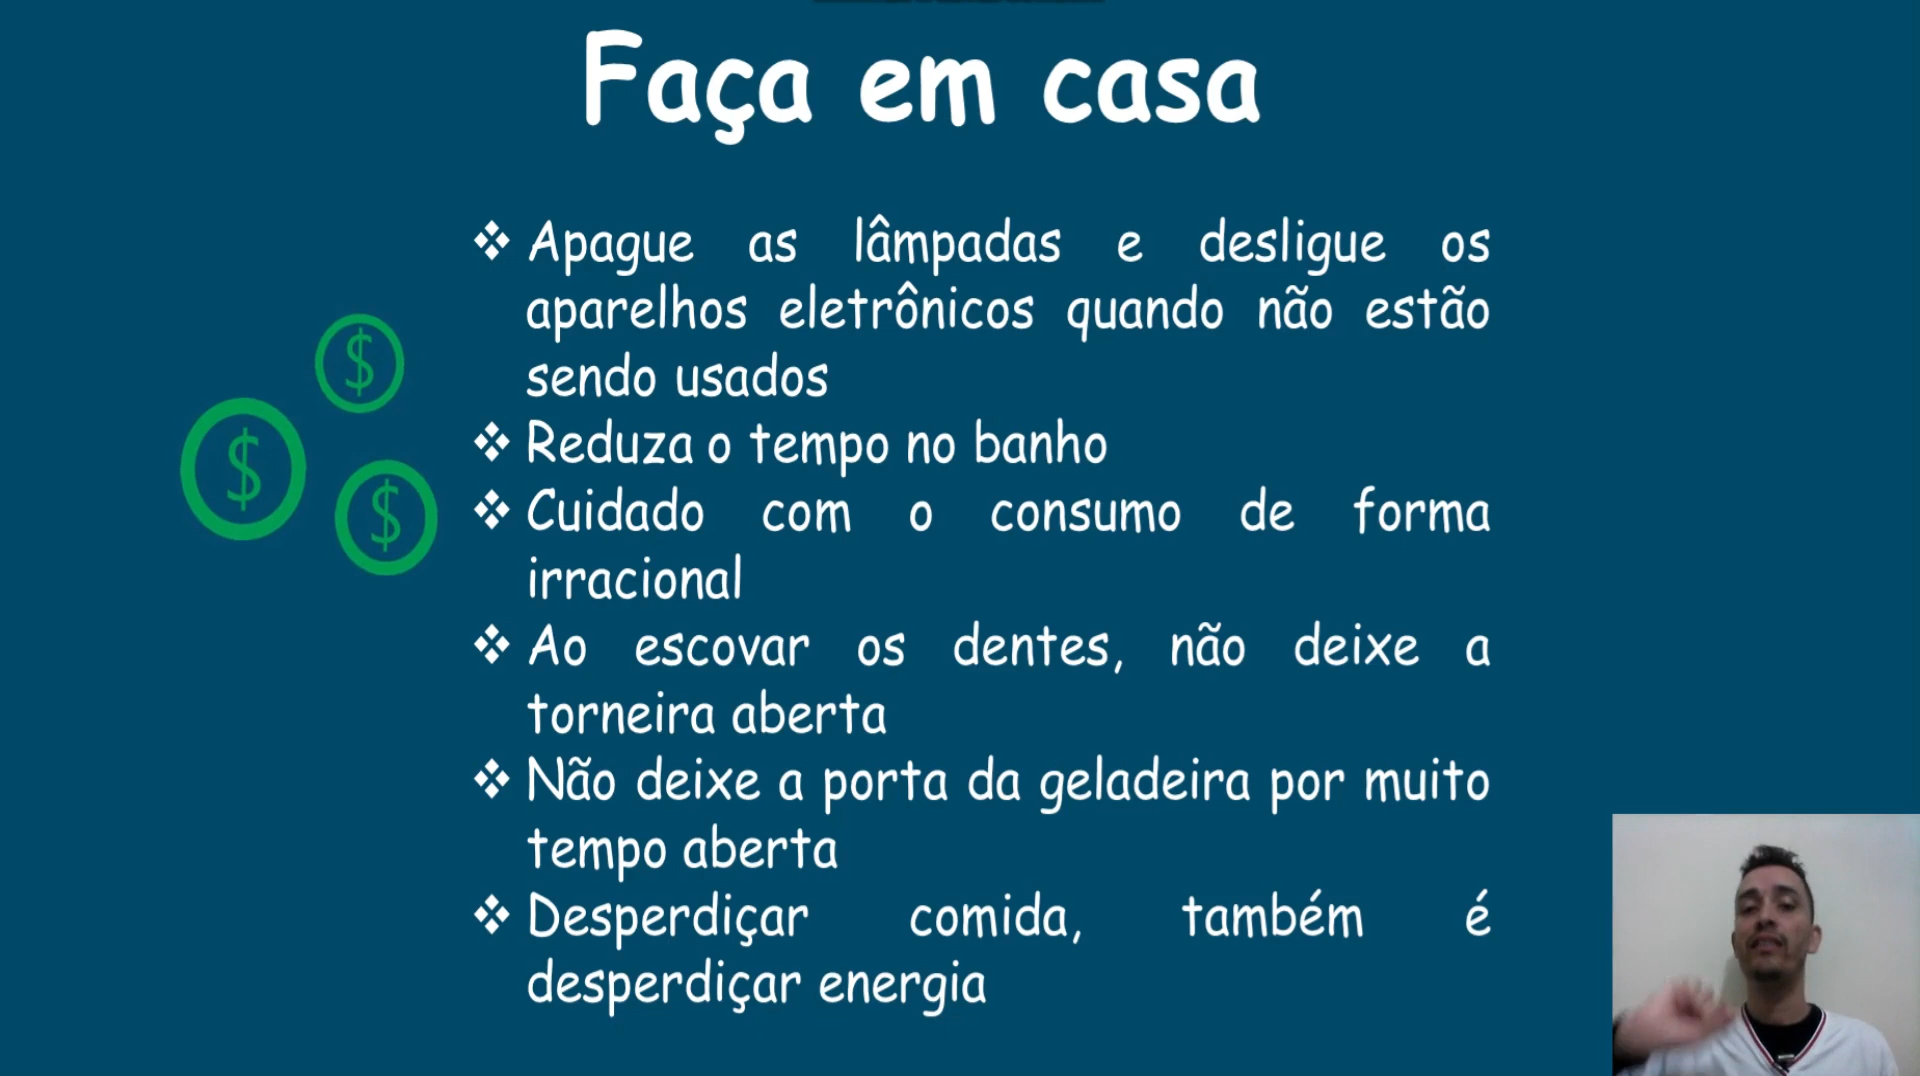 Faça em casa
❖ Apague as lâmpadas e desligue os
aparelhos eletrônicos quando não estão
sendo usados
❖ Reduza o tempo no banho
❖ Cuidado com o consumo de forma
irracional
❖ Ao escovar os dentes, não deixe a
torneira aberta
❖ Não deixe a porta da geladeira por muito
tempo aberta
❖ Desperdiçar comida, também é
desperdiçar energia
$
$
$